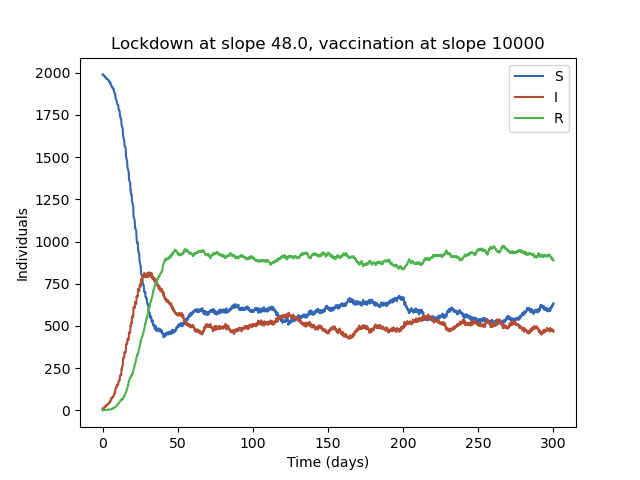 Lockdown at slope 48.0, vaccination at slope 10000
S
I
R
Individuals
2000
1750
1500
1250
1000
750
500
250
0
0 50 100 150 200 250 300
Time (days)